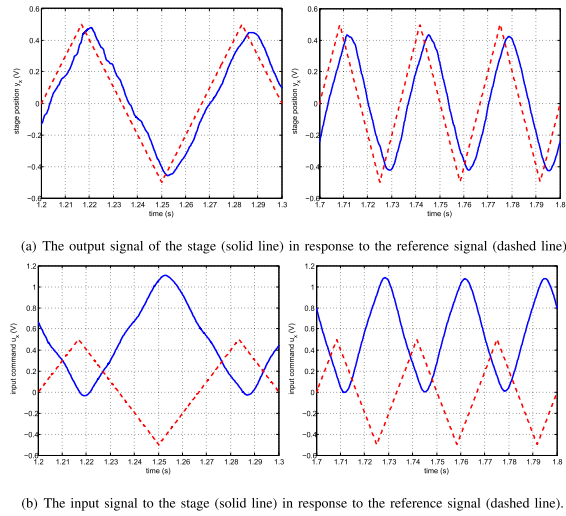 0.6
0.4
0.2
0
−0.2
−0.4
−0.8
stage position yx (V)
1.2 1.21 1.22 1.23 1.24 1.25 1.26 1.27 1.28 1.29 1.3
time (s)
0.6
0.4
0.2
0
−0.2
−0.4
−0.8
stage position yx (V)
1.7 1.71 1.72 1.73 1.74 1.75 1.76 1.77 1.78 1.79 1.8
time (s)
(a) The output signal of the stage (solid line) in response to the reference signal (dashed line)
1.2
1
0.8
0.6
0.4
0.2
0
−0.2
−0.4
−0.6
input command ux (V)
1.2 1.21 1.22 1.23 1.24 1.25 1.26 1.27 1.28 1.29 1.3
time (s)
1.2
1
0.8
0.6
0.4
0.2
0
−0.2
−0.4
−0.6
input command ux (V)
1.7 1.71 1.72 1.73 1.74 1.75 1.76 1.77 1.78 1.79 1.8
time (s)
(b) The input signal to the stage (solid line) in response to the reference signal (dashed line).